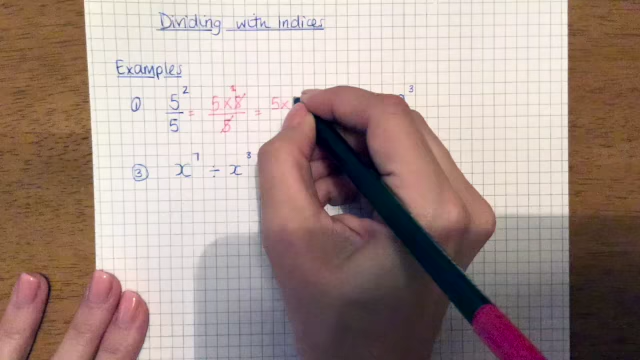 Dividing with Indices
Examples
① 5²/5 = 5×5/5 = 5×
③ x⁷ ÷ x³